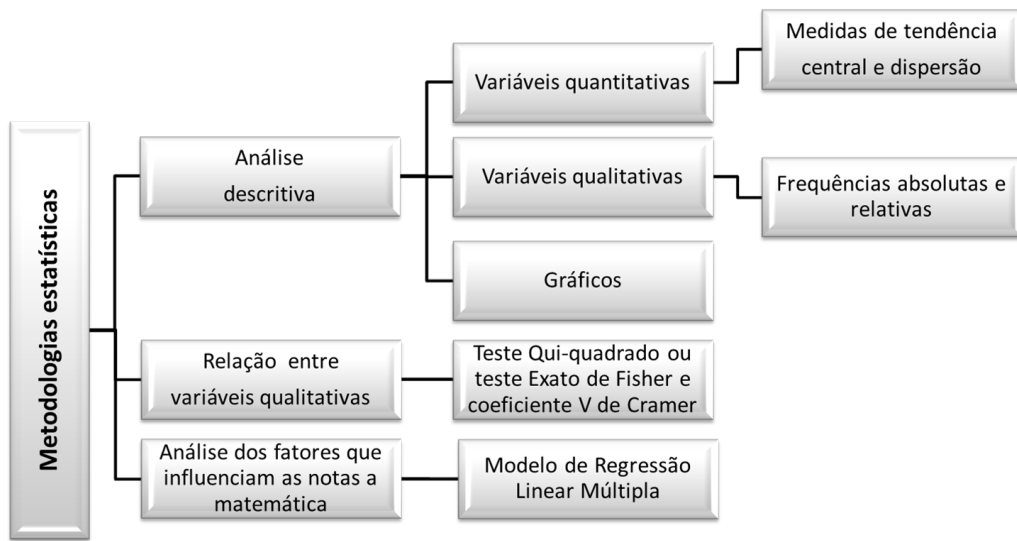 Metodologias estatísticas
Análise
descritiva
Variáveis quantitativas
Medidas de tendência
central e dispersão
Variáveis qualitativas
Frequências absolutas e
relativas
Gráficos
Relação entre
variáveis qualitativas
Teste Qui-quadrado ou
teste Exato de Fisher e
coeficiente V de Cramer
Análise dos fatores que
influenciam as notas a
matemática
Modelo de Regressão
Linear Múltipla